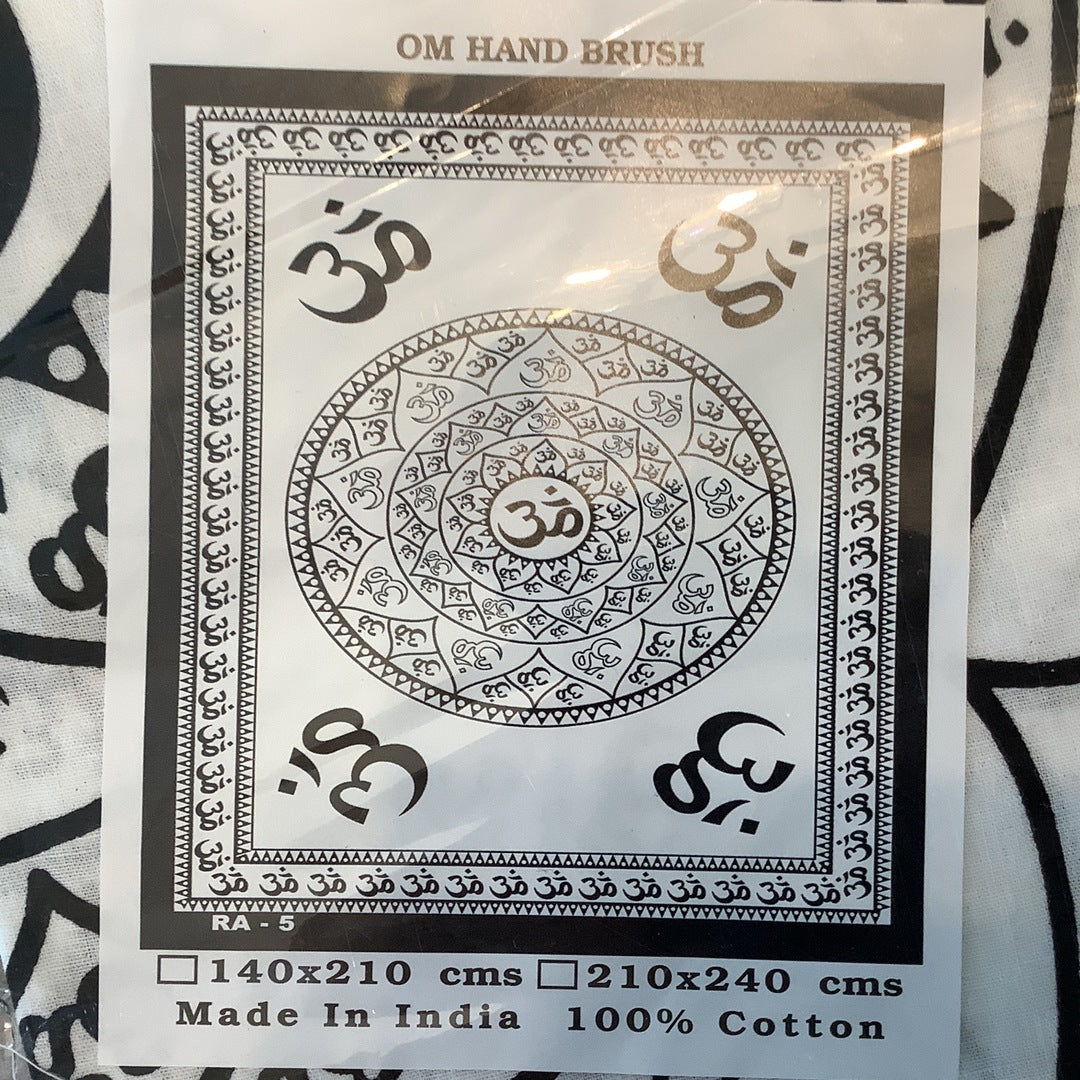 OM HAND BRUSH
ॐ
RA - 5
140x210 cms 210x240 cms
Made In India 100% Cotton